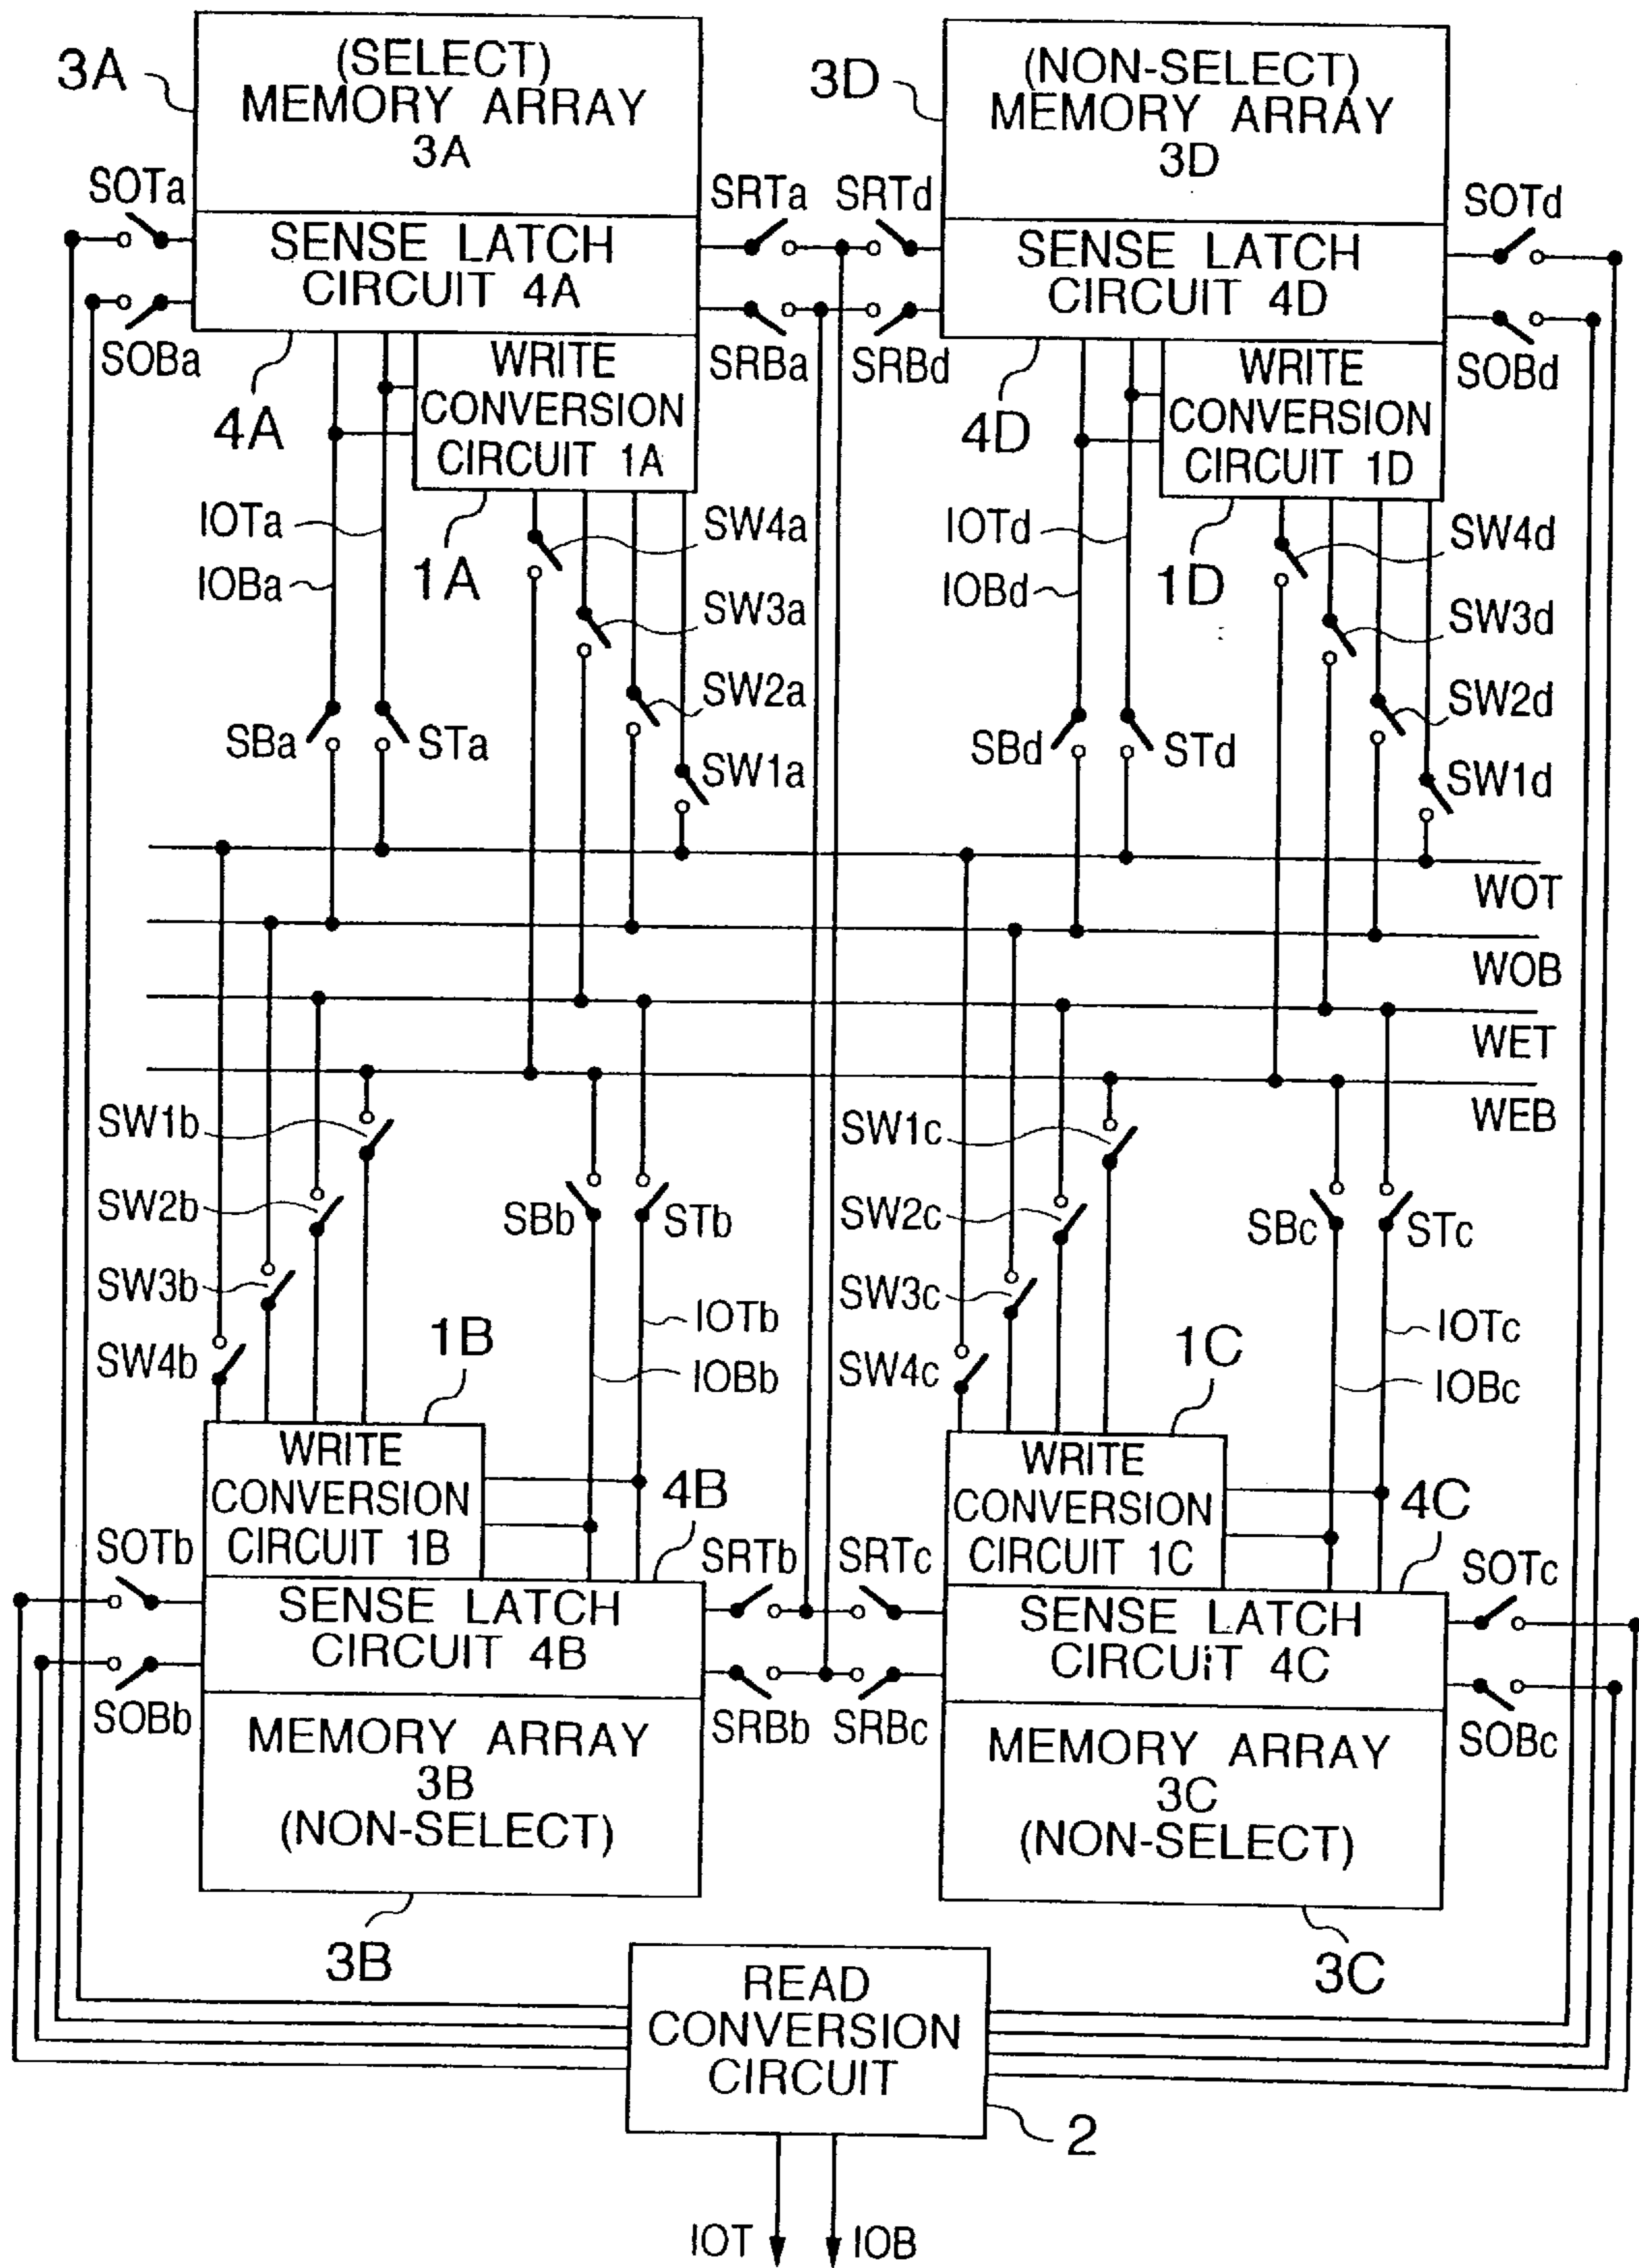 (SELECT)
MEMORY ARRAY
3A
3A
(NON-SELECT)
MEMORY ARRAY
3D
3D
SOTa
SRTa
SRTd
SOTd
SENSE LATCH
CIRCUIT 4A
SENSE LATCH
CIRCUIT 4D
SOBa
SRBa
SRBd
SOBd
4A
WRITE
CONVERSION
CIRCUIT 1A
4D
WRITE
CONVERSION
CIRCUIT 1D
IOTa
IOBa
1A
SW4a
SW3a
SW2a
SW1a
SBa
STa
IOTd
IOBd
1D
SW4d
SW3d
SW2d
SW1d
SBd
STd
WOT
WOB
WET
WEB
SW1b
SW2b
SW3b
SW4b
SBb
STb
IOTb
IOBb
1B
SW1c
SW2c
SW3c
SW4c
SBc
STc
IOTc
IOBc
1C
WRITE
CONVERSION
CIRCUIT 1B
4B
WRITE
CONVERSION
CIRCUIT 1C
4C
SOTb
SRTb
SRTc
SOTc
SENSE LATCH
CIRCUIT 4B
SENSE LATCH
CIRCUIT 4C
SOBb
SRBb
SRBc
SOBc
MEMORY ARRAY
3B
(NON-SELECT)
MEMORY ARRAY
3C
(NON-SELECT)
3B
3C
READ
CONVERSION
CIRCUIT
2
IOT
IOB